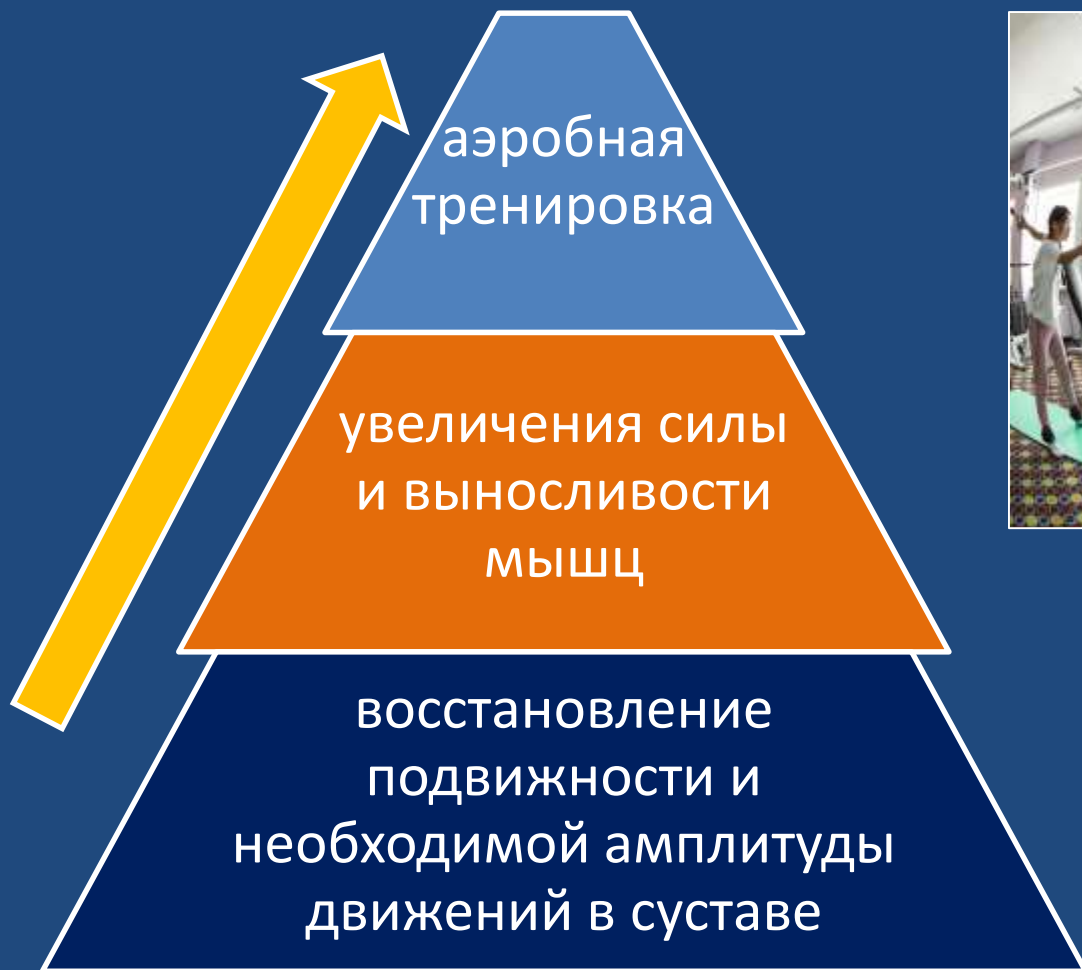 аэробная
тренировка
увеличения силы
и выносливости
мышц
восстановление
подвижности и
необходимой амплитуды
движений в суставе